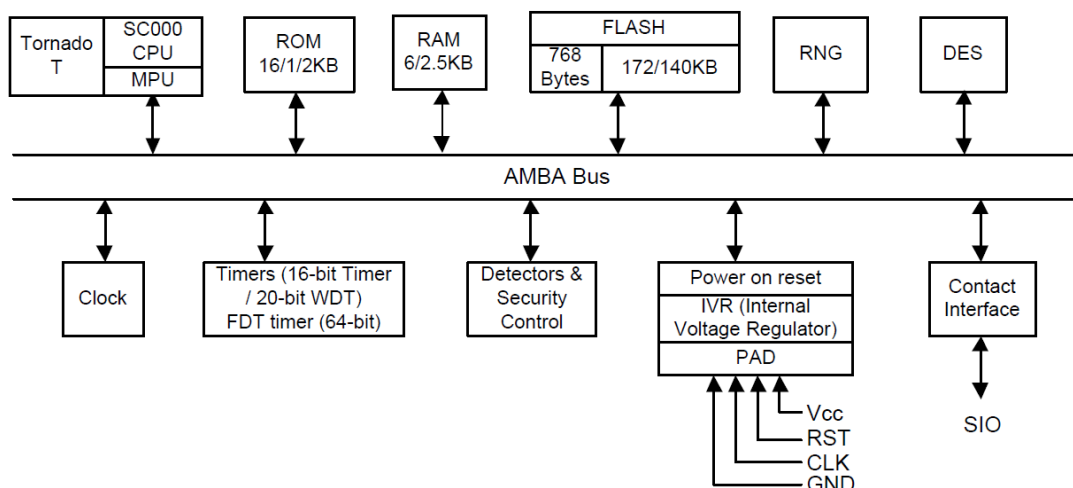 Tornado
T
SC000
CPU
MPU
ROM
16/1/2KB
RAM
6/2.5KB
FLASH
768
Bytes
172/140KB
RNG
DES
AMBA Bus
Clock
Timers (16-bit Timer
/ 20-bit WDT)
FDT timer (64-bit)
Detectors &
Security
Control
Power on reset
IVR (Internal
Voltage Regulator)
PAD
Contact
Interface
Vcc
RST
CLK
GND
SIO